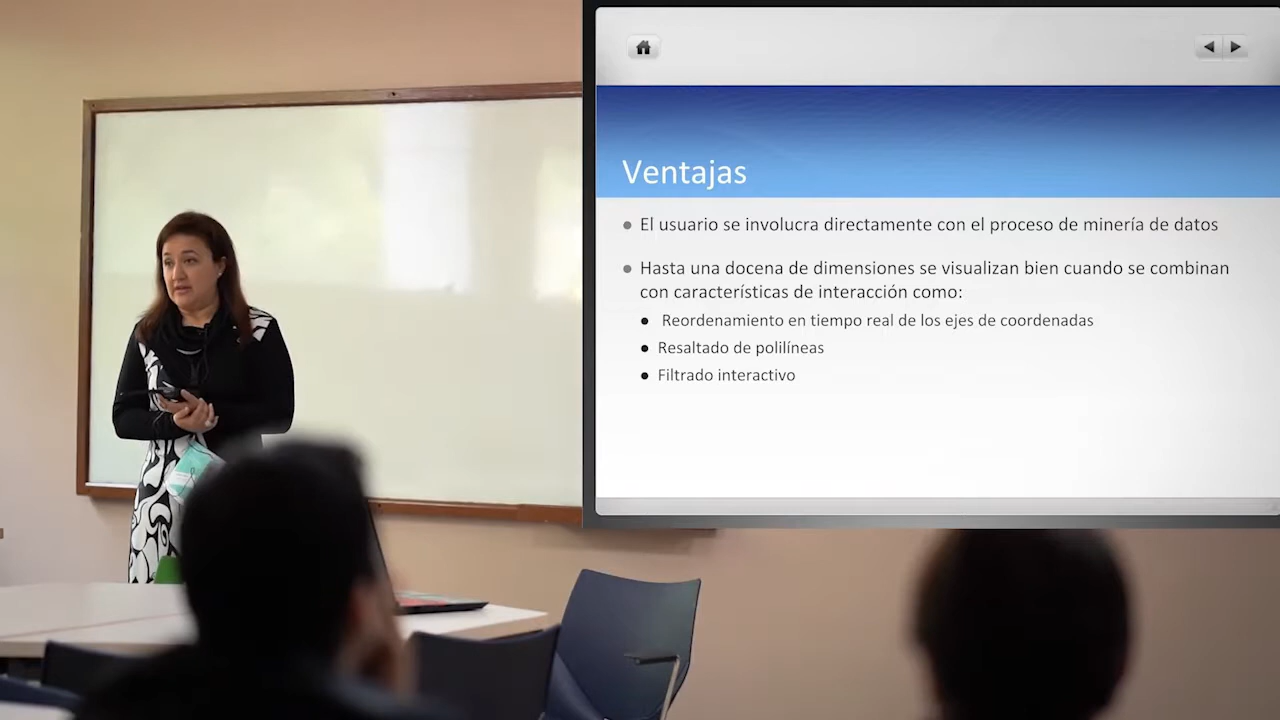 Ventajas
El usuario se involucra directamente con el proceso de minería de datos
Hasta una docena de dimensiones se visualizan bien cuando se combinan
con características de interacción como:
Reordenamiento en tiempo real de los ejes de coordenadas
Resaltado de polilíneas
Filtrado interactivo